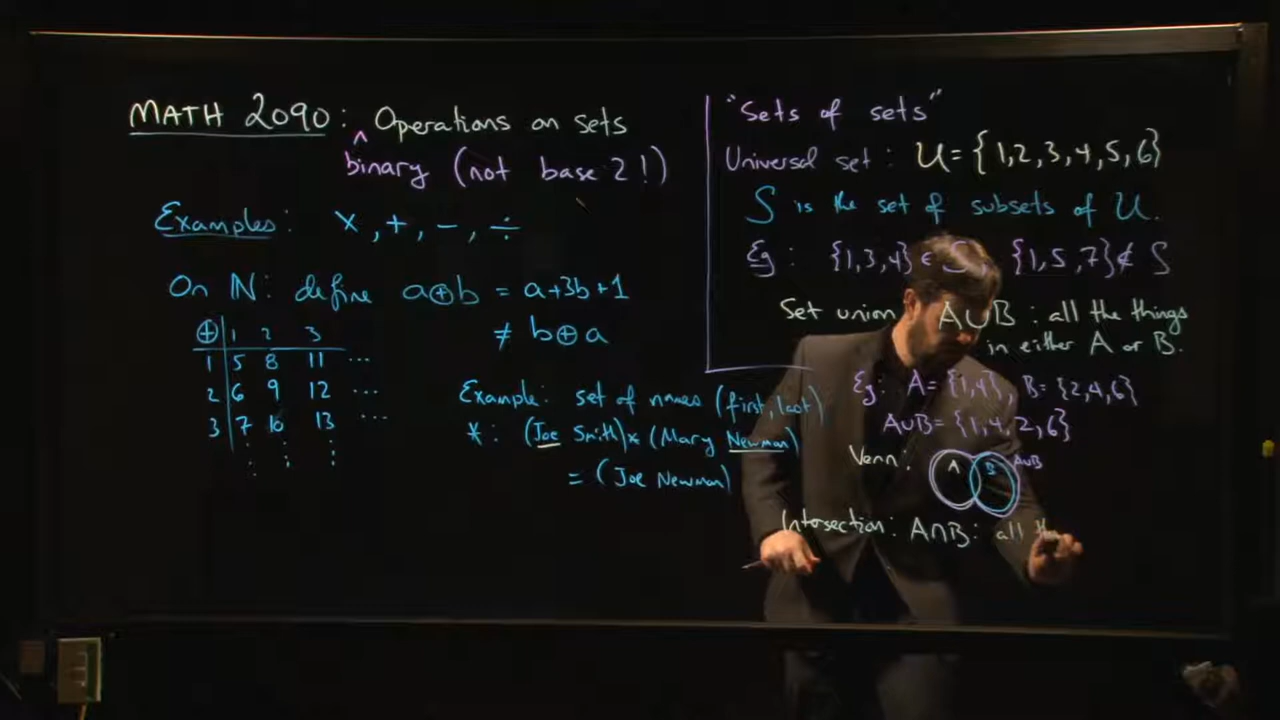 MATH 2090: Operations on sets
^
binary (not base 2!)
Examples: ×, +, −, ÷
On ℕ: define a⊕b = a+3b+1
≠ b⊕a
⊕ 1 2 3
1 5 8 11 ...
2 6 9 12 ...
3 7 10 13 ...
⋮ ⋮ ⋮
Example: set of names (first, last)
*: (Joe Smith)*(Mary Newman)
= (Joe Newman)
"Sets of sets"
Universal set: U = {1,2,3,4,5,6}
S is the set of subsets of U.
Eg: {1,3,4} ∈ S, {1,5,7} ∉ S
Set union A∪B: all the things
in either A or B.
Eg: A = {1,4}, B = {2,4,6}
A∪B = {1,4,2,6}
Venn: A B A∪B
Intersection: A∩B: all